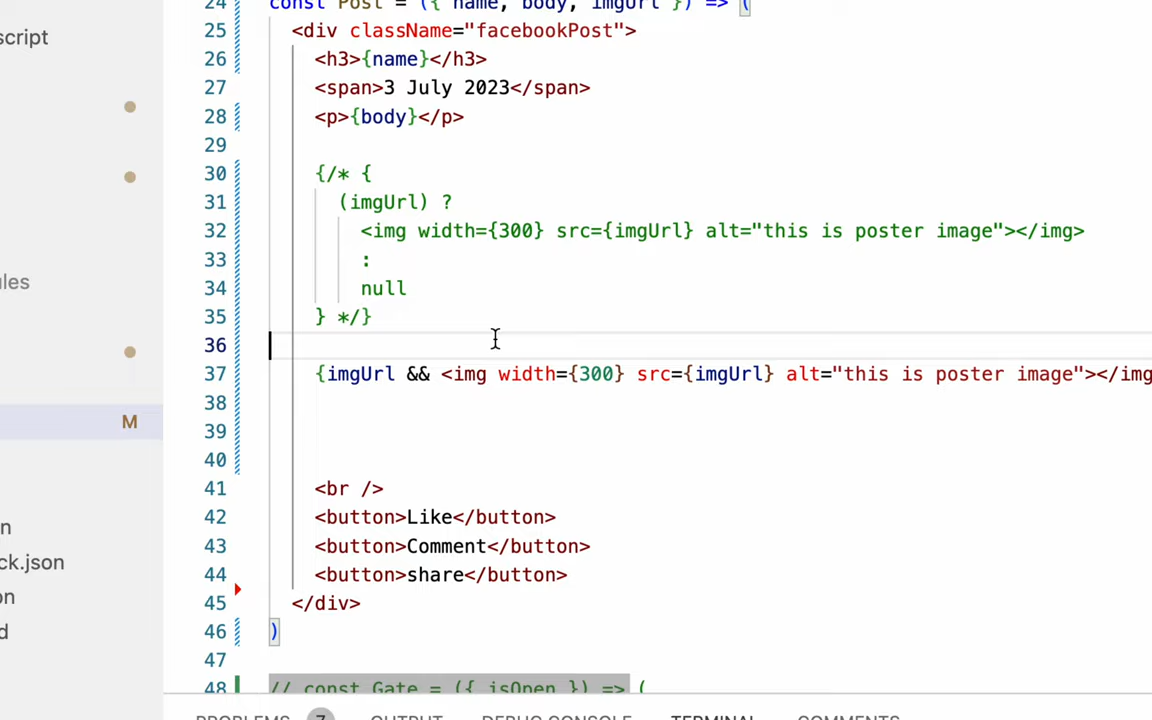 24 const Post = ({ name, body, imgUrl }) => (
script
25 <div className="facebookPost">
26 <h3>{name}</h3>
27 <span>3 July 2023</span>
28 <p>{body}</p>
29
30 {/* {
31 (imgUrl) ?
32 <img width={300} src={imgUrl} alt="this is poster image"></img>
33 :
ules
34 null
35 } */}
36
37 {imgUrl && <img width={300} src={imgUrl} alt="this is poster image"></img
38
M
39
40
41 <br />
42 <button>Like</button>
n
43 <button>Comment</button>
ck.json
44 <button>share</button>
on
45 </div>
d
46 )
47
48 // const Gate = ({ isOpen }) => (
PROBLEMS 7 OUTPUT DEBUG CONSOLE TERMINAL COMMENTS